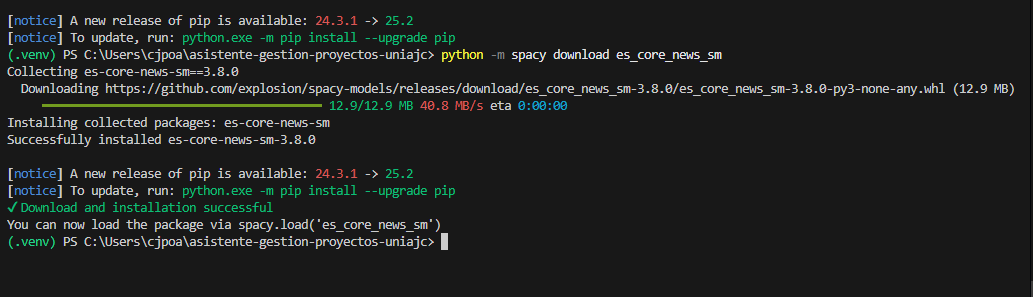 [notice] A new release of pip is available: 24.3.1 -> 25.2
[notice] To update, run: python.exe -m pip install --upgrade pip
(.venv) PS C:\Users\cjpoa\asistente-gestion-proyectos-uniajc> python -m spacy download es_core_news_sm
Collecting es-core-news-sm==3.8.0
  Downloading https://github.com/explosion/spacy-models/releases/download/es_core_news_sm-3.8.0/es_core_news_sm-3.8.0-py3-none-any.whl (12.9 MB)
12.9/12.9 MB 40.8 MB/s eta 0:00:00
Installing collected packages: es-core-news-sm
Successfully installed es-core-news-sm-3.8.0
[notice] A new release of pip is available: 24.3.1 -> 25.2
[notice] To update, run: python.exe -m pip install --upgrade pip
✔ Download and installation successful
You can now load the package via spacy.load('es_core_news_sm')
(.venv) PS C:\Users\cjpoa\asistente-gestion-proyectos-uniajc>